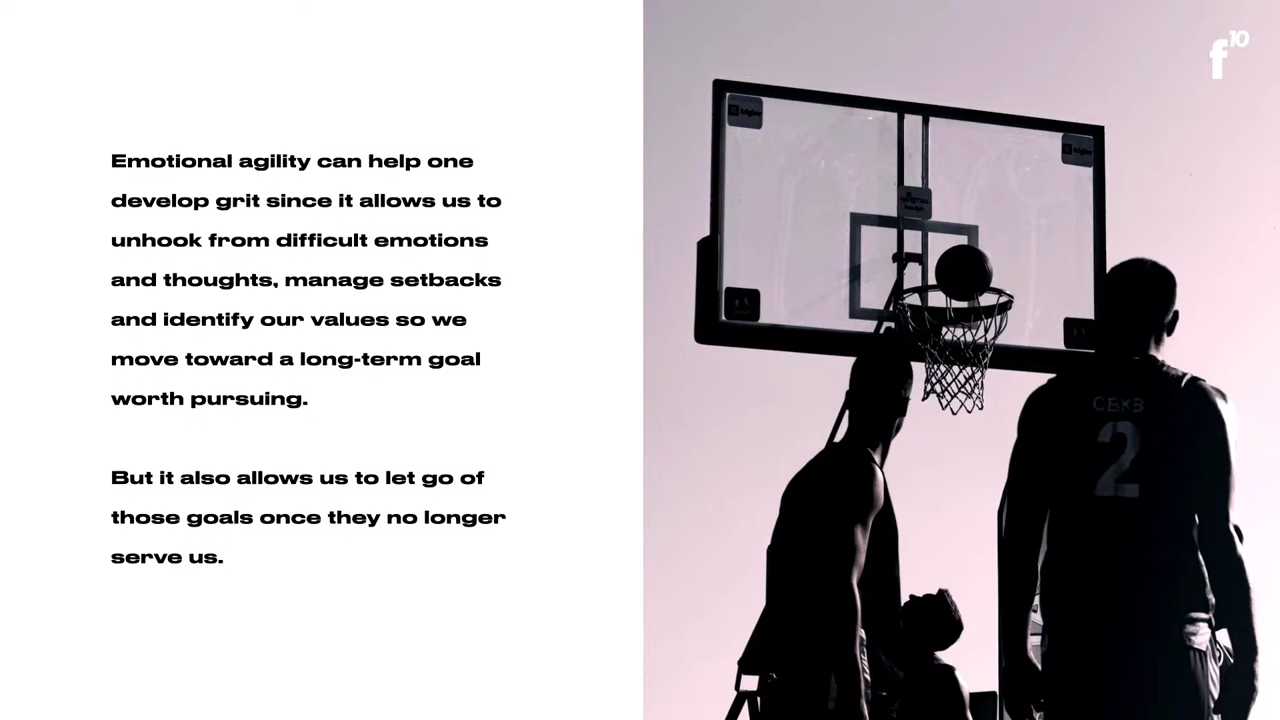 Emotional agility can help one
develop grit since it allows us to
unhook from difficult emotions
and thoughts, manage setbacks
and identify our values so we
move toward a long-term goal
worth pursuing.
But it also allows us to let go of
those goals once they no longer
serve us.
f10
CBKB
2